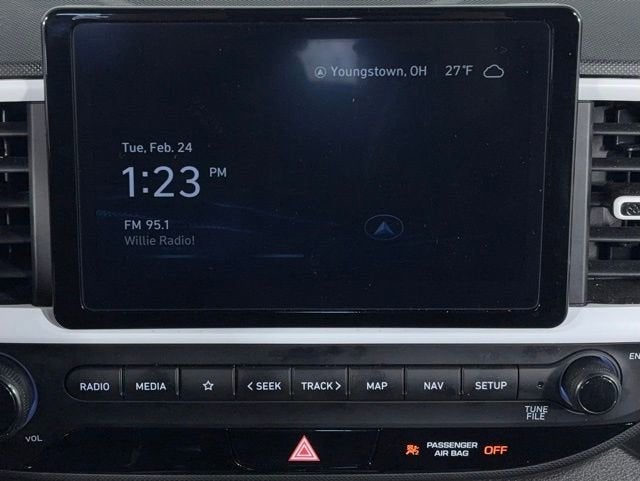 Youngstown, OH 27°F
Tue, Feb. 24
1:23 PM
FM 95.1
Willie Radio!
RADIO MEDIA ☆ < SEEK TRACK > MAP NAV SETUP
EN
VOL
TUNE
FILE
PASSENGER
AIR BAG OFF